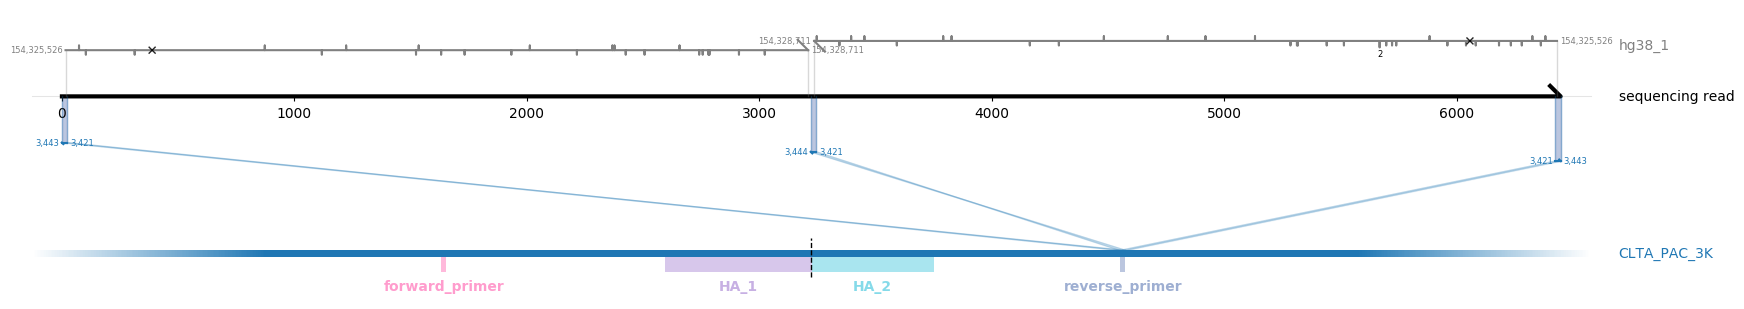 154,328,711 154,325,526
154,325,526 154,328,711
hg38_1
2
sequencing read
0 1000 2000 3000 4000 5000 6000
3,443 3,421 3,444 3,421 3,421 3,443
CLTA_PAC_3K
forward_primer HA_1 HA_2 reverse_primer